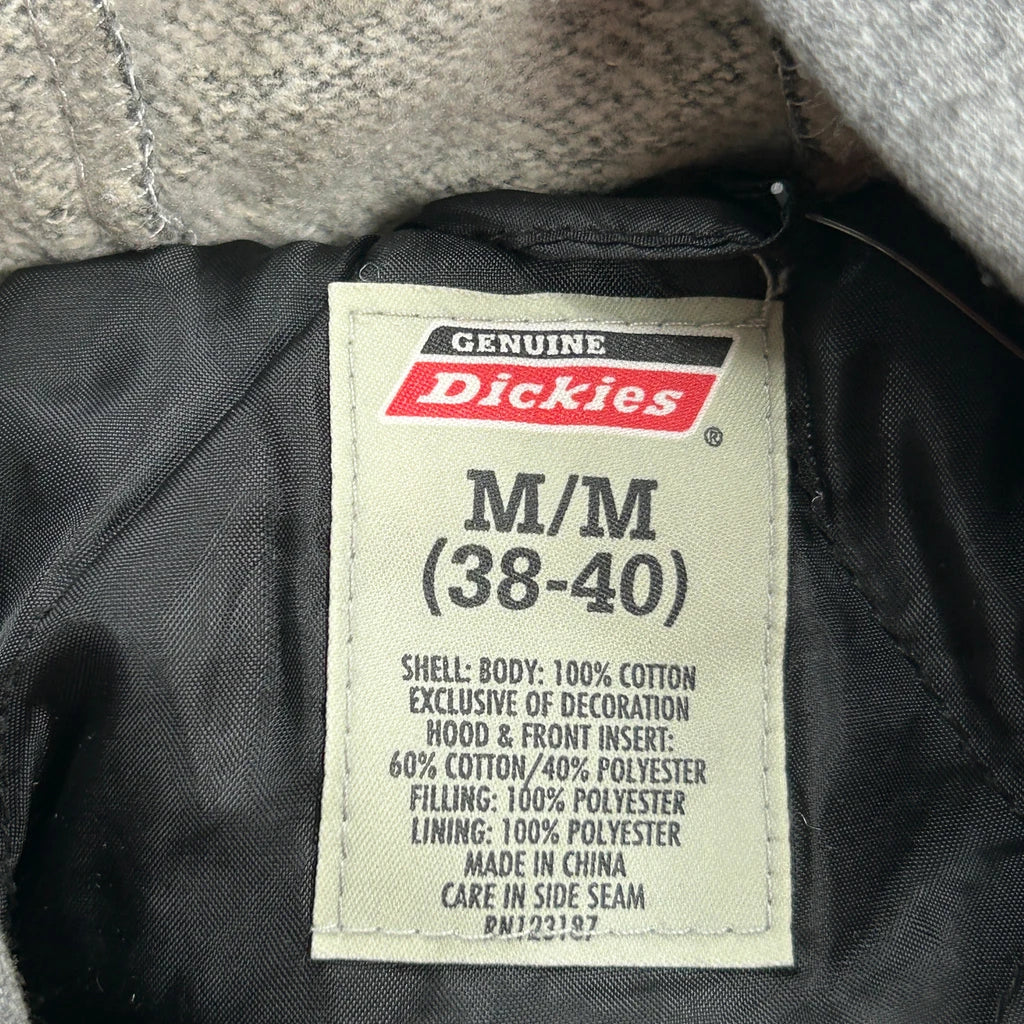 GENUINE
Dickies
®
M/M
(38-40)
SHELL: BODY: 100% COTTON
EXCLUSIVE OF DECORATION
HOOD & FRONT INSERT:
60% COTTON/40% POLYESTER
FILLING: 100% POLYESTER
LINING: 100% POLYESTER
MADE IN CHINA
CARE IN SIDE SEAM
RN123187